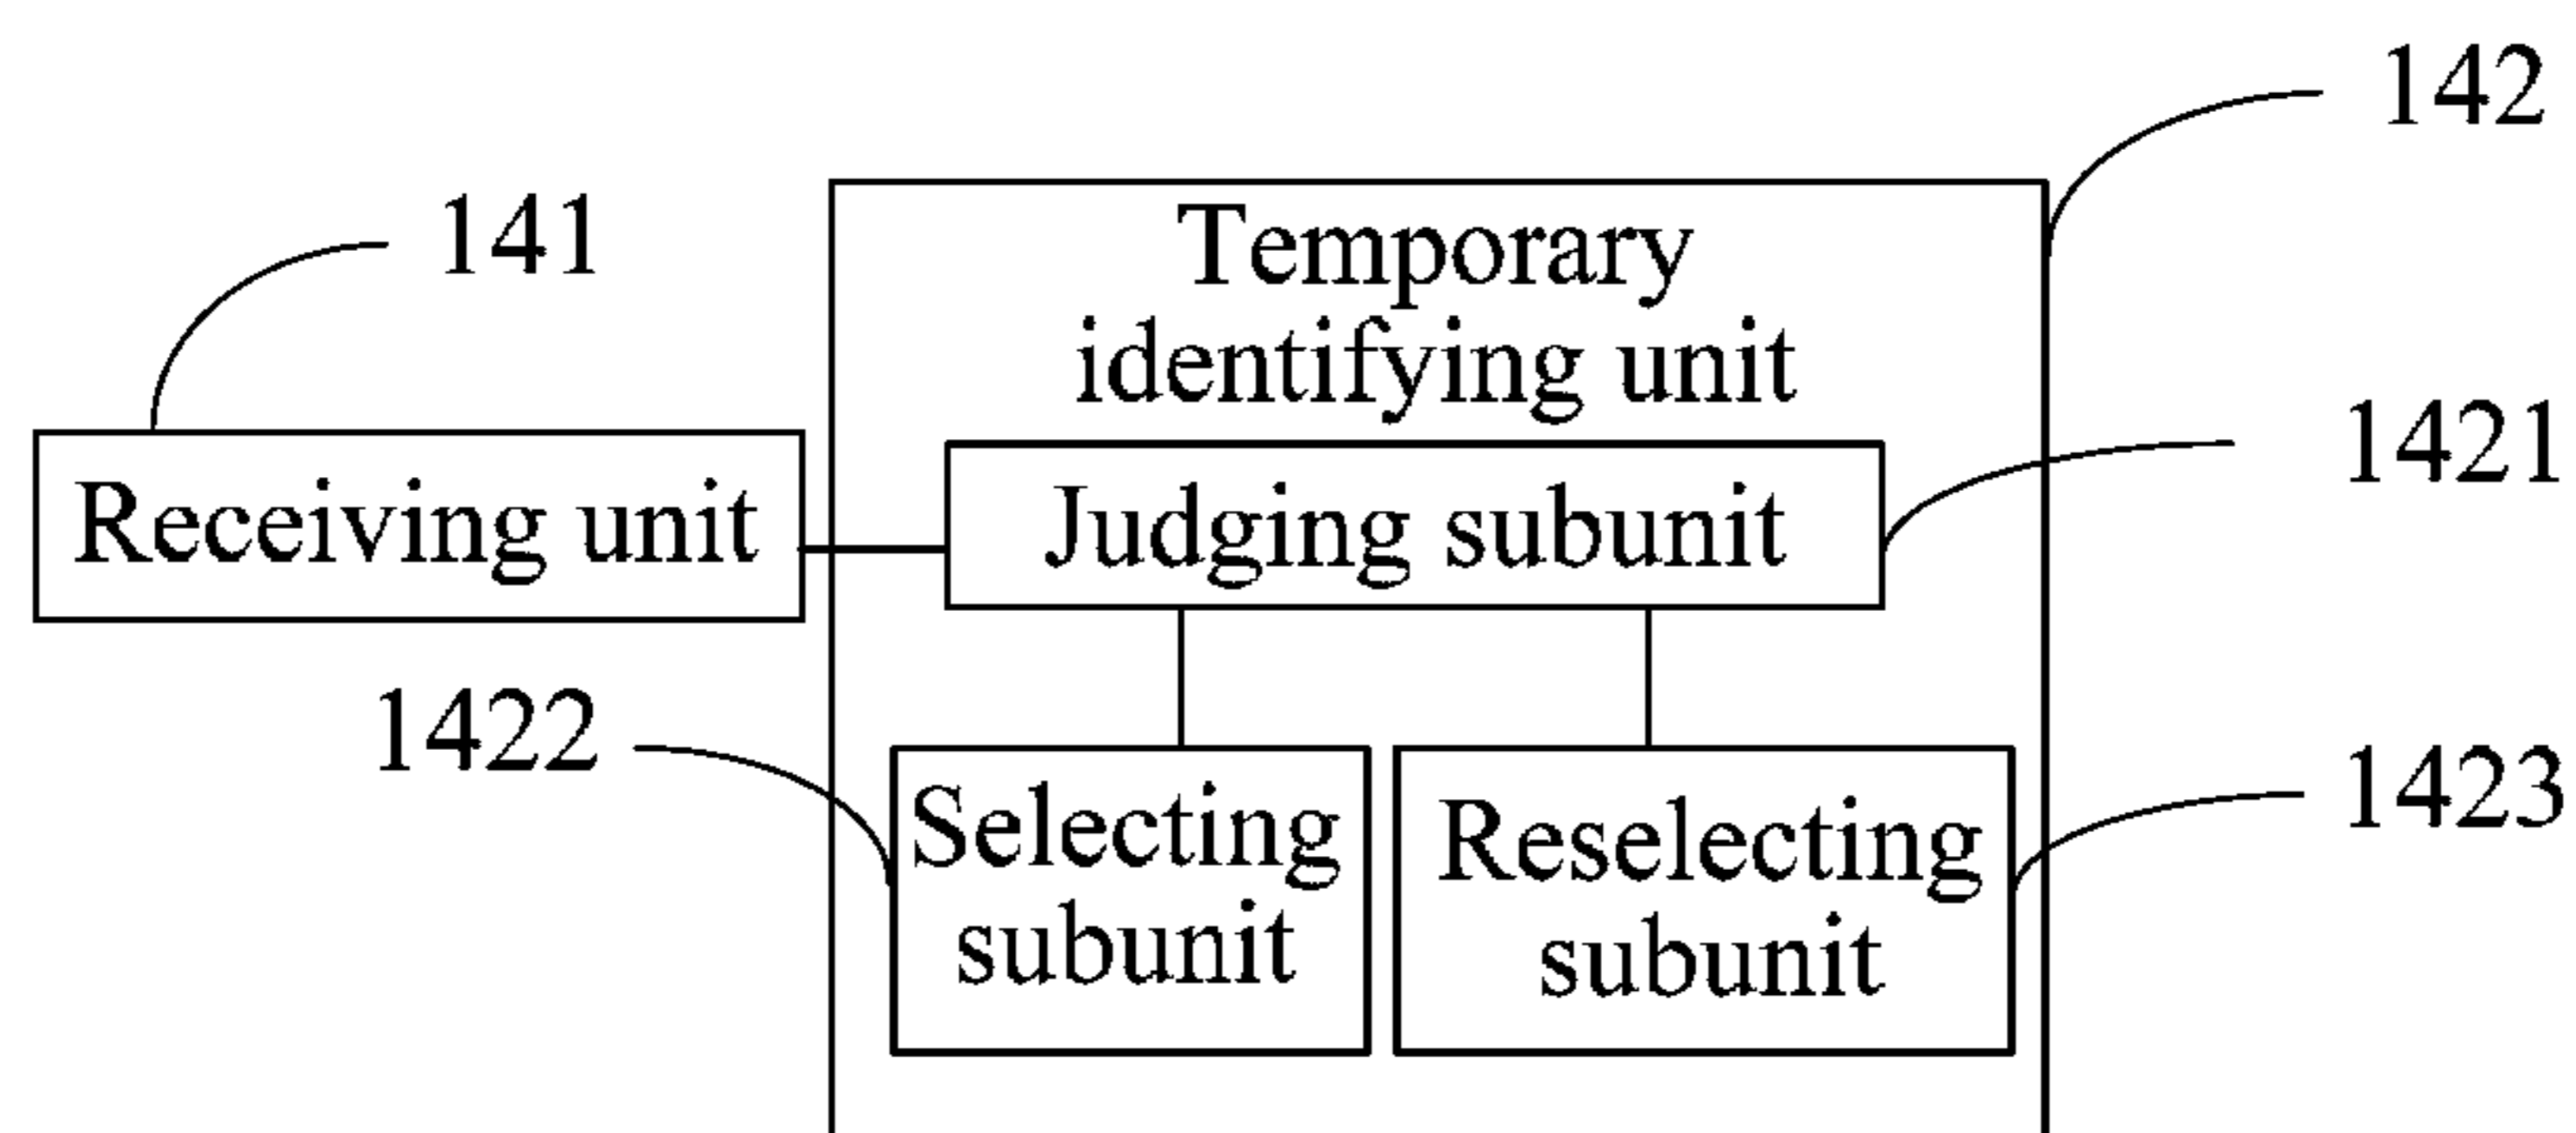 142
141
Temporary
identifying unit
1421
Receiving unit
Judging subunit
1422
1423
Selecting
subunit
Reselecting
subunit